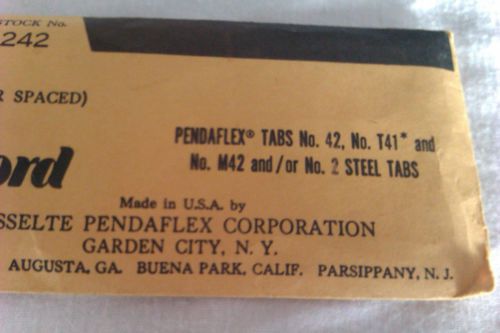 STOCK No.
242
R SPACED)
PENDAFLEX® TABS No. 42, No. T41* and
No. M42 and/or No. 2 STEEL TABS
ord
Made in U.S.A. by
SSELTE PENDAFLEX CORPORATION
GARDEN CITY, N. Y.
AUGUSTA, GA. BUENA PARK, CALIF. PARSIPPANY, N. J.